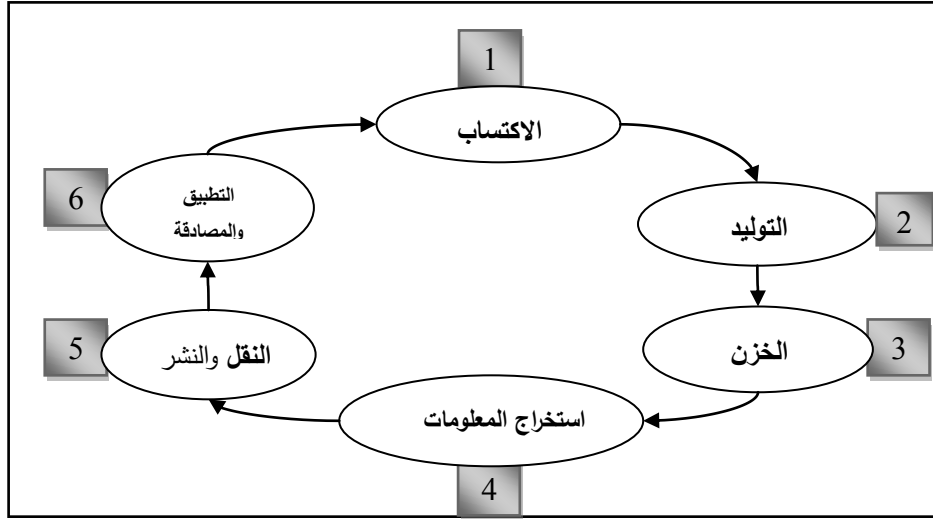 1
الاكتساب
2
التوليد
3
الخزن
4
استخراج المعلومات
5
النقل والنشر
6
التطبيق
والمصادقة